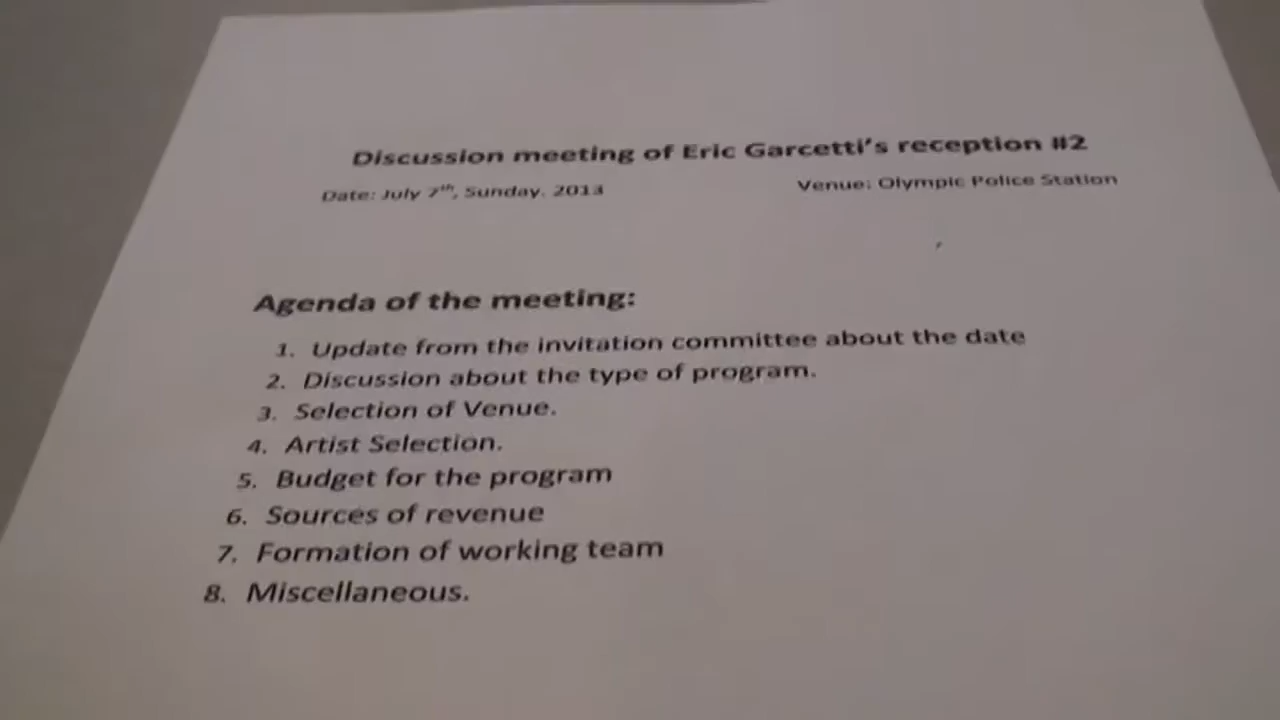 Discussion meeting of Eric Garcetti's reception #2
Date: July 7th, Sunday. 2013 Venue: Olympic Police Station
Agenda of the meeting:
1. Update from the invitation committee about the date
2. Discussion about the type of program.
3. Selection of Venue.
4. Artist Selection.
5. Budget for the program
6. Sources of revenue
7. Formation of working team
8. Miscellaneous.